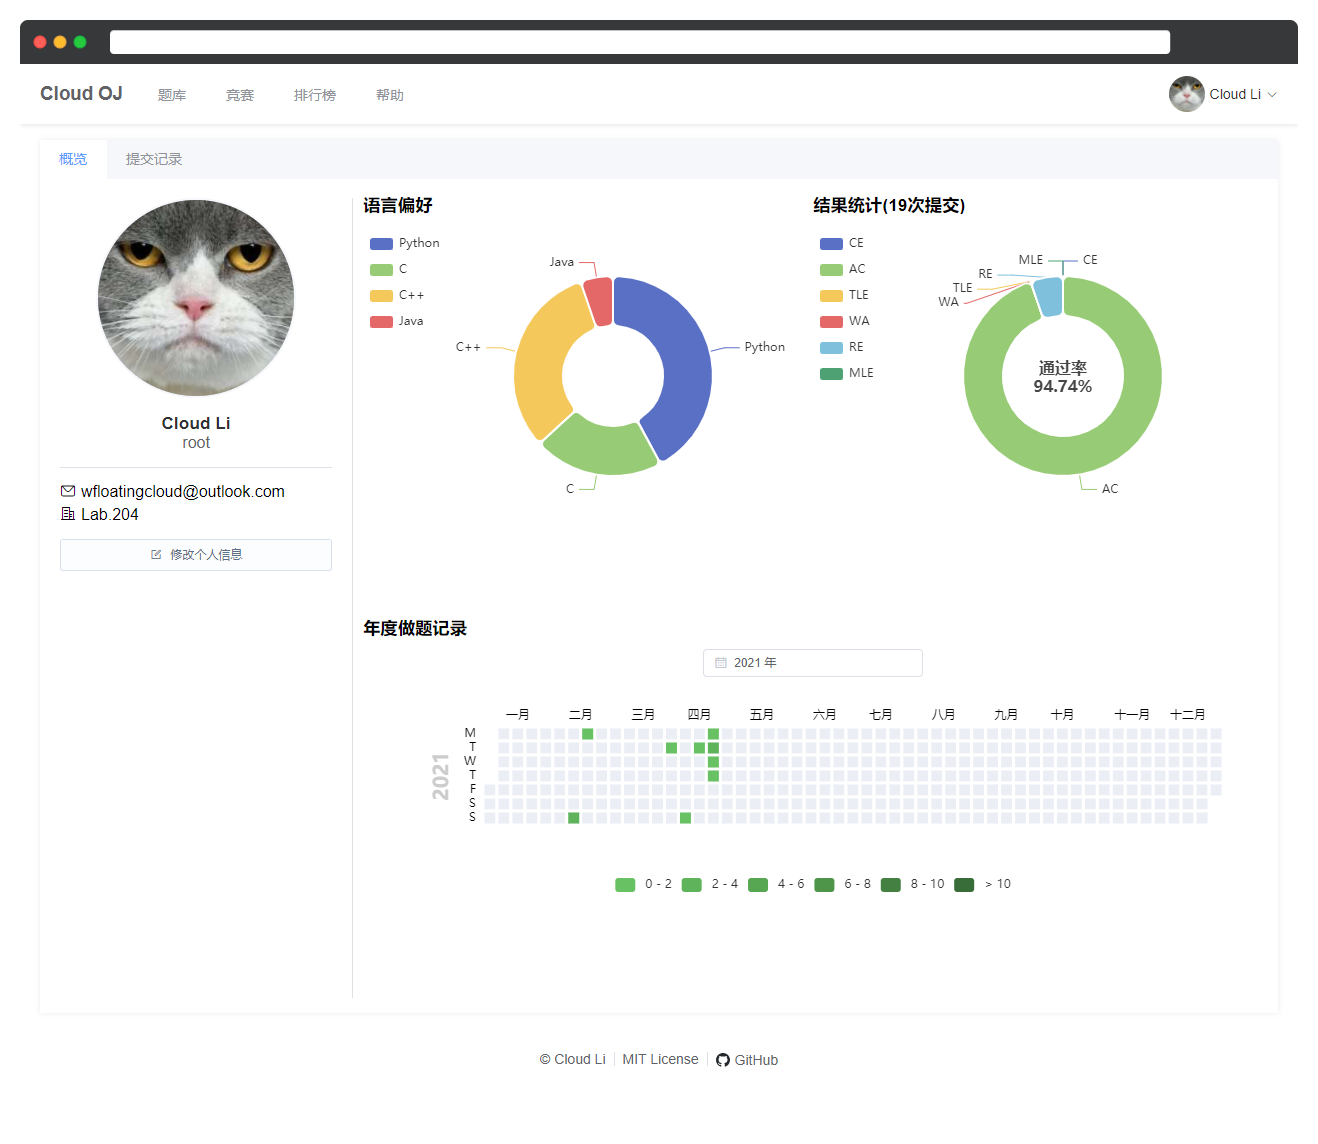 Cloud OJ 题库 竞赛 排行榜 帮助 Cloud Li
概览 提交记录
Cloud Li
root
wfloatingcloud@outlook.com
Lab.204
修改个人信息
语言偏好
Python
C
C++
Java
Java
C++
Python
C
结果统计(19次提交)
CE
AC
TLE
WA
RE
MLE
MLE CE
RE
TLE
WA
通过率
94.74%
AC
年度做题记录
2021 年
一月 二月 三月 四月 五月 六月 七月 八月 九月 十月 十一月 十二月
2021
M
T
W
T
F
S
S
0 - 2 2 - 4 4 - 6 6 - 8 8 - 10 > 10
© Cloud Li MIT License GitHub